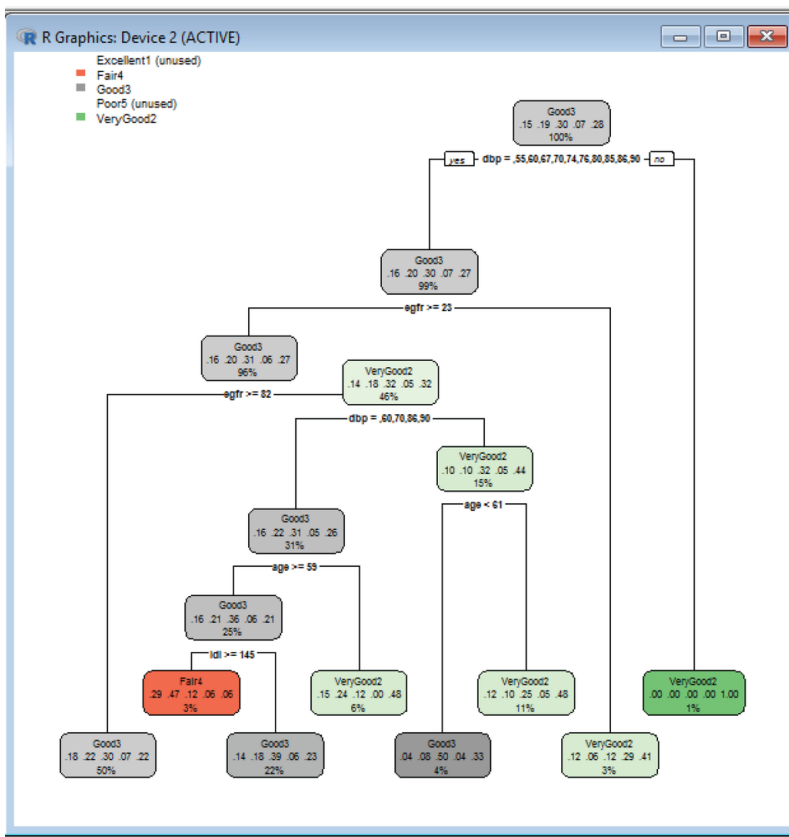 R Graphics: Device 2 (ACTIVE)
Excellent1 (unused)
Fair4
Good3
Poor5 (unused)
VeryGood2
Good3
.15 .19 .30 .07 .28
100%
yes dbp = ,55,60,67,70,74,76,80,85,86,90 no
Good3
.16 .20 .30 .07 .27
99%
egfr >= 23
Good3
.16 .20 .31 .06 .27
96%
VeryGood2
.14 .18 .32 .05 .32
46%
egfr >= 82
dbp = ,60,70,86,90
VeryGood2
.10 .10 .32 .05 .44
15%
age < 61
Good3
.16 .22 .31 .05 .26
31%
age >= 59
Good3
.16 .21 .36 .06 .21
25%
ldl >= 145
Fair4
.29 .47 .12 .06 .06
3%
VeryGood2
.15 .24 .12 .00 .48
6%
VeryGood2
.12 .10 .25 .05 .48
11%
VeryGood2
.00 .00 .00 .00 1.00
1%
Good3
.18 .22 .30 .07 .22
50%
Good3
.14 .18 .39 .06 .23
22%
Good3
.04 .08 .50 .04 .33
4%
VeryGood2
.12 .06 .12 .29 .41
3%